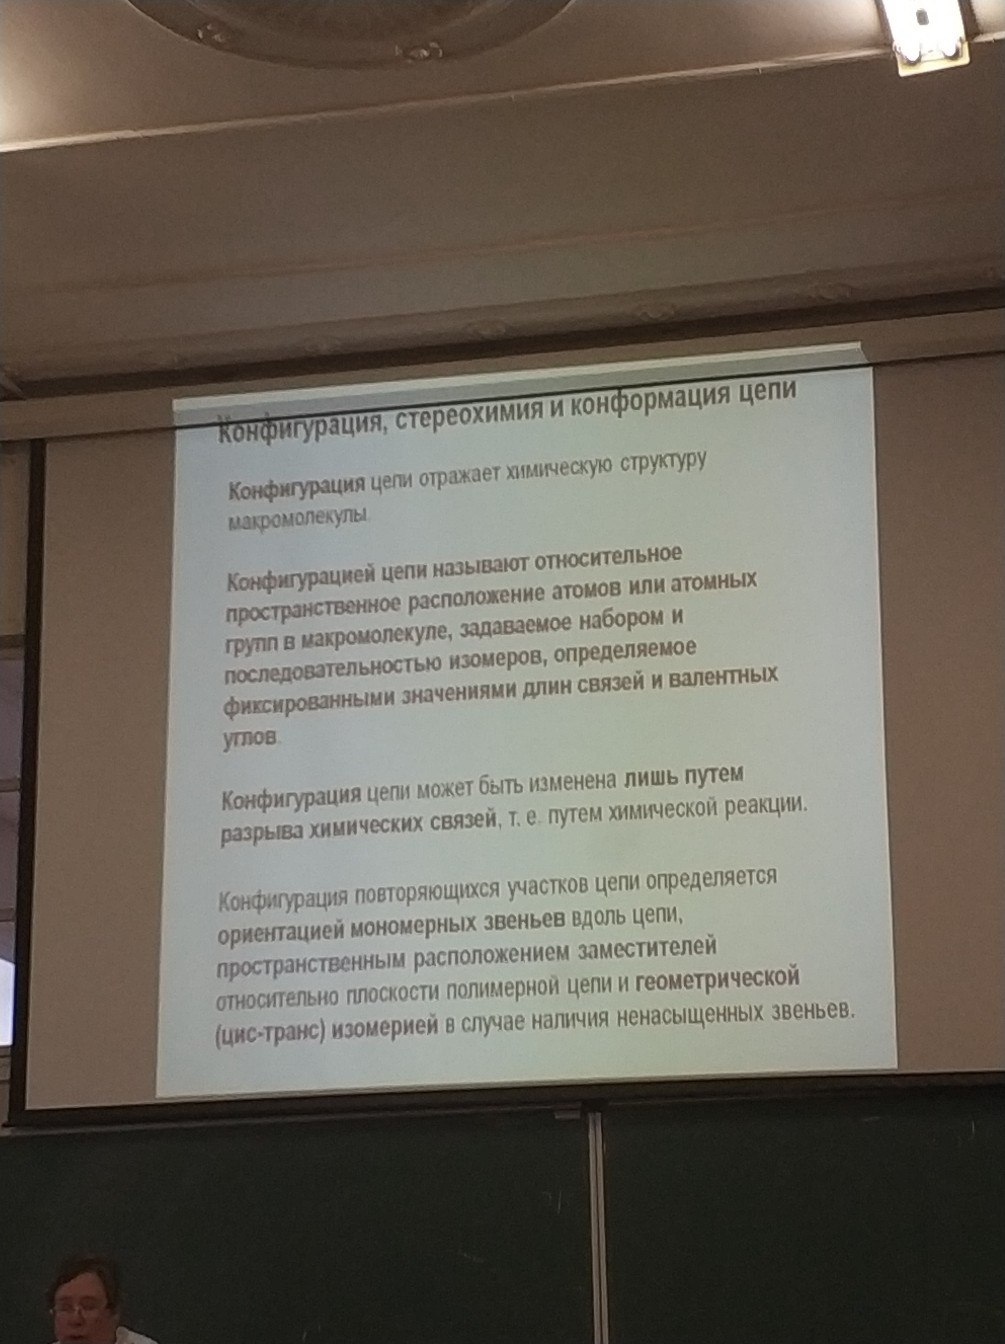 Конфигурация, стереохимия и конформация цепи
Конфигурация цепи отражает химическую структуру
макромолекулы.
Конфигурацией цепи называют относительное
пространственное расположение атомов или атомных
групп в макромолекуле, задаваемое набором и
последовательностью изомеров, определяемое
фиксированными значениями длин связей и валентных
углов.
Конфигурация цепи может быть изменена лишь путем
разрыва химических связей, т. е. путем химической реакции.
Конфигурация повторяющихся участков цепи определяется
ориентацией мономерных звеньев вдоль цепи,
пространственным расположением заместителей
относительно плоскости полимерной цепи и геометрической
(цис-транс) изомерией в случае наличия ненасыщенных звеньев.